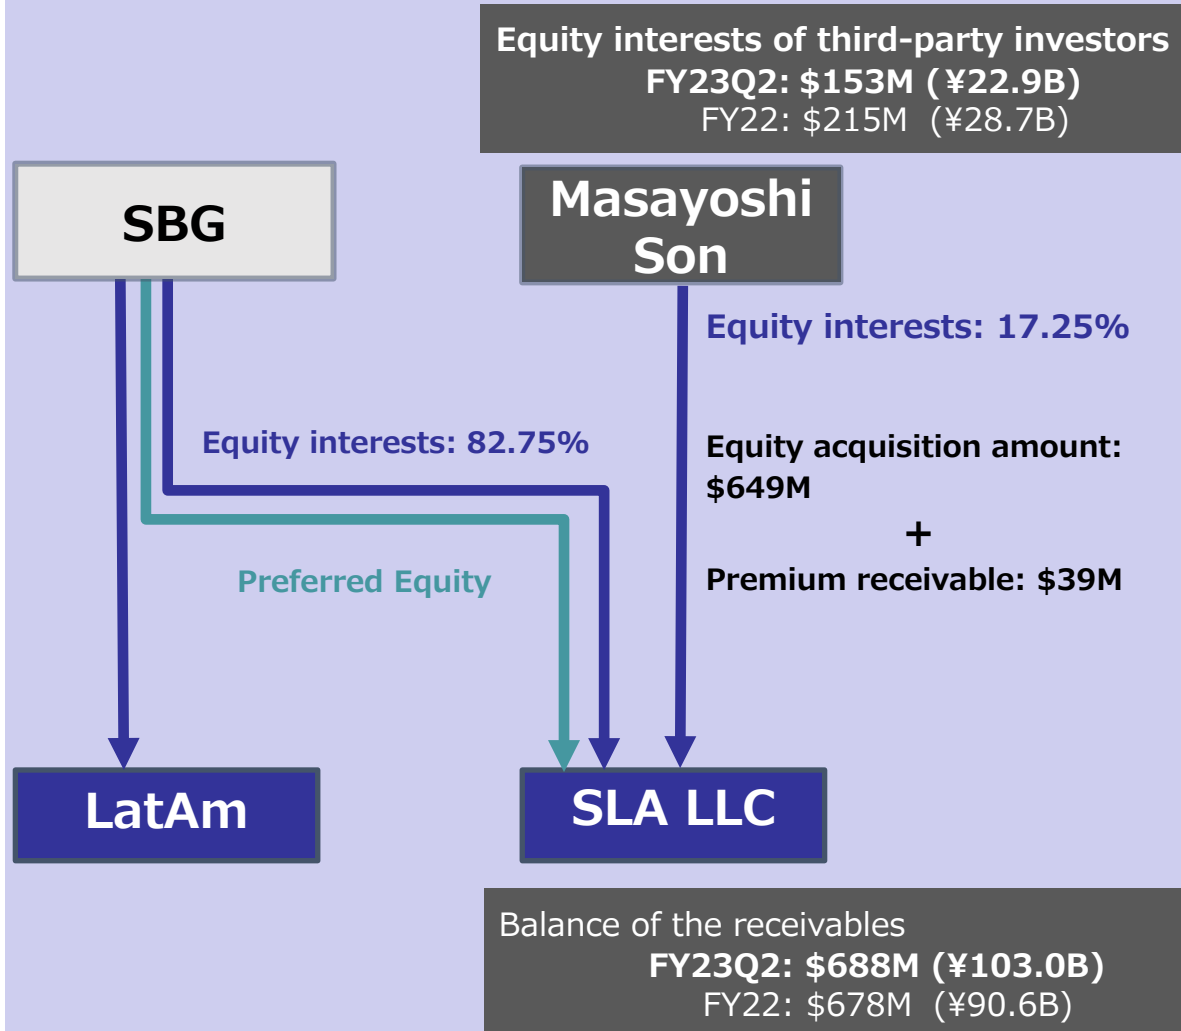 Equity interests of third-party investors
FY23Q2: $153M (¥22.9B)
FY22: $215M (¥28.7B)
SBG
Masayoshi
Son
Equity interests: 17.25%
Equity interests: 82.75%
Equity acquisition amount:
$649M
+
Premium receivable: $39M
Preferred Equity
LatAm
SLA LLC
Balance of the receivables
FY23Q2: $688M (¥103.0B)
FY22: $678M (¥90.6B)